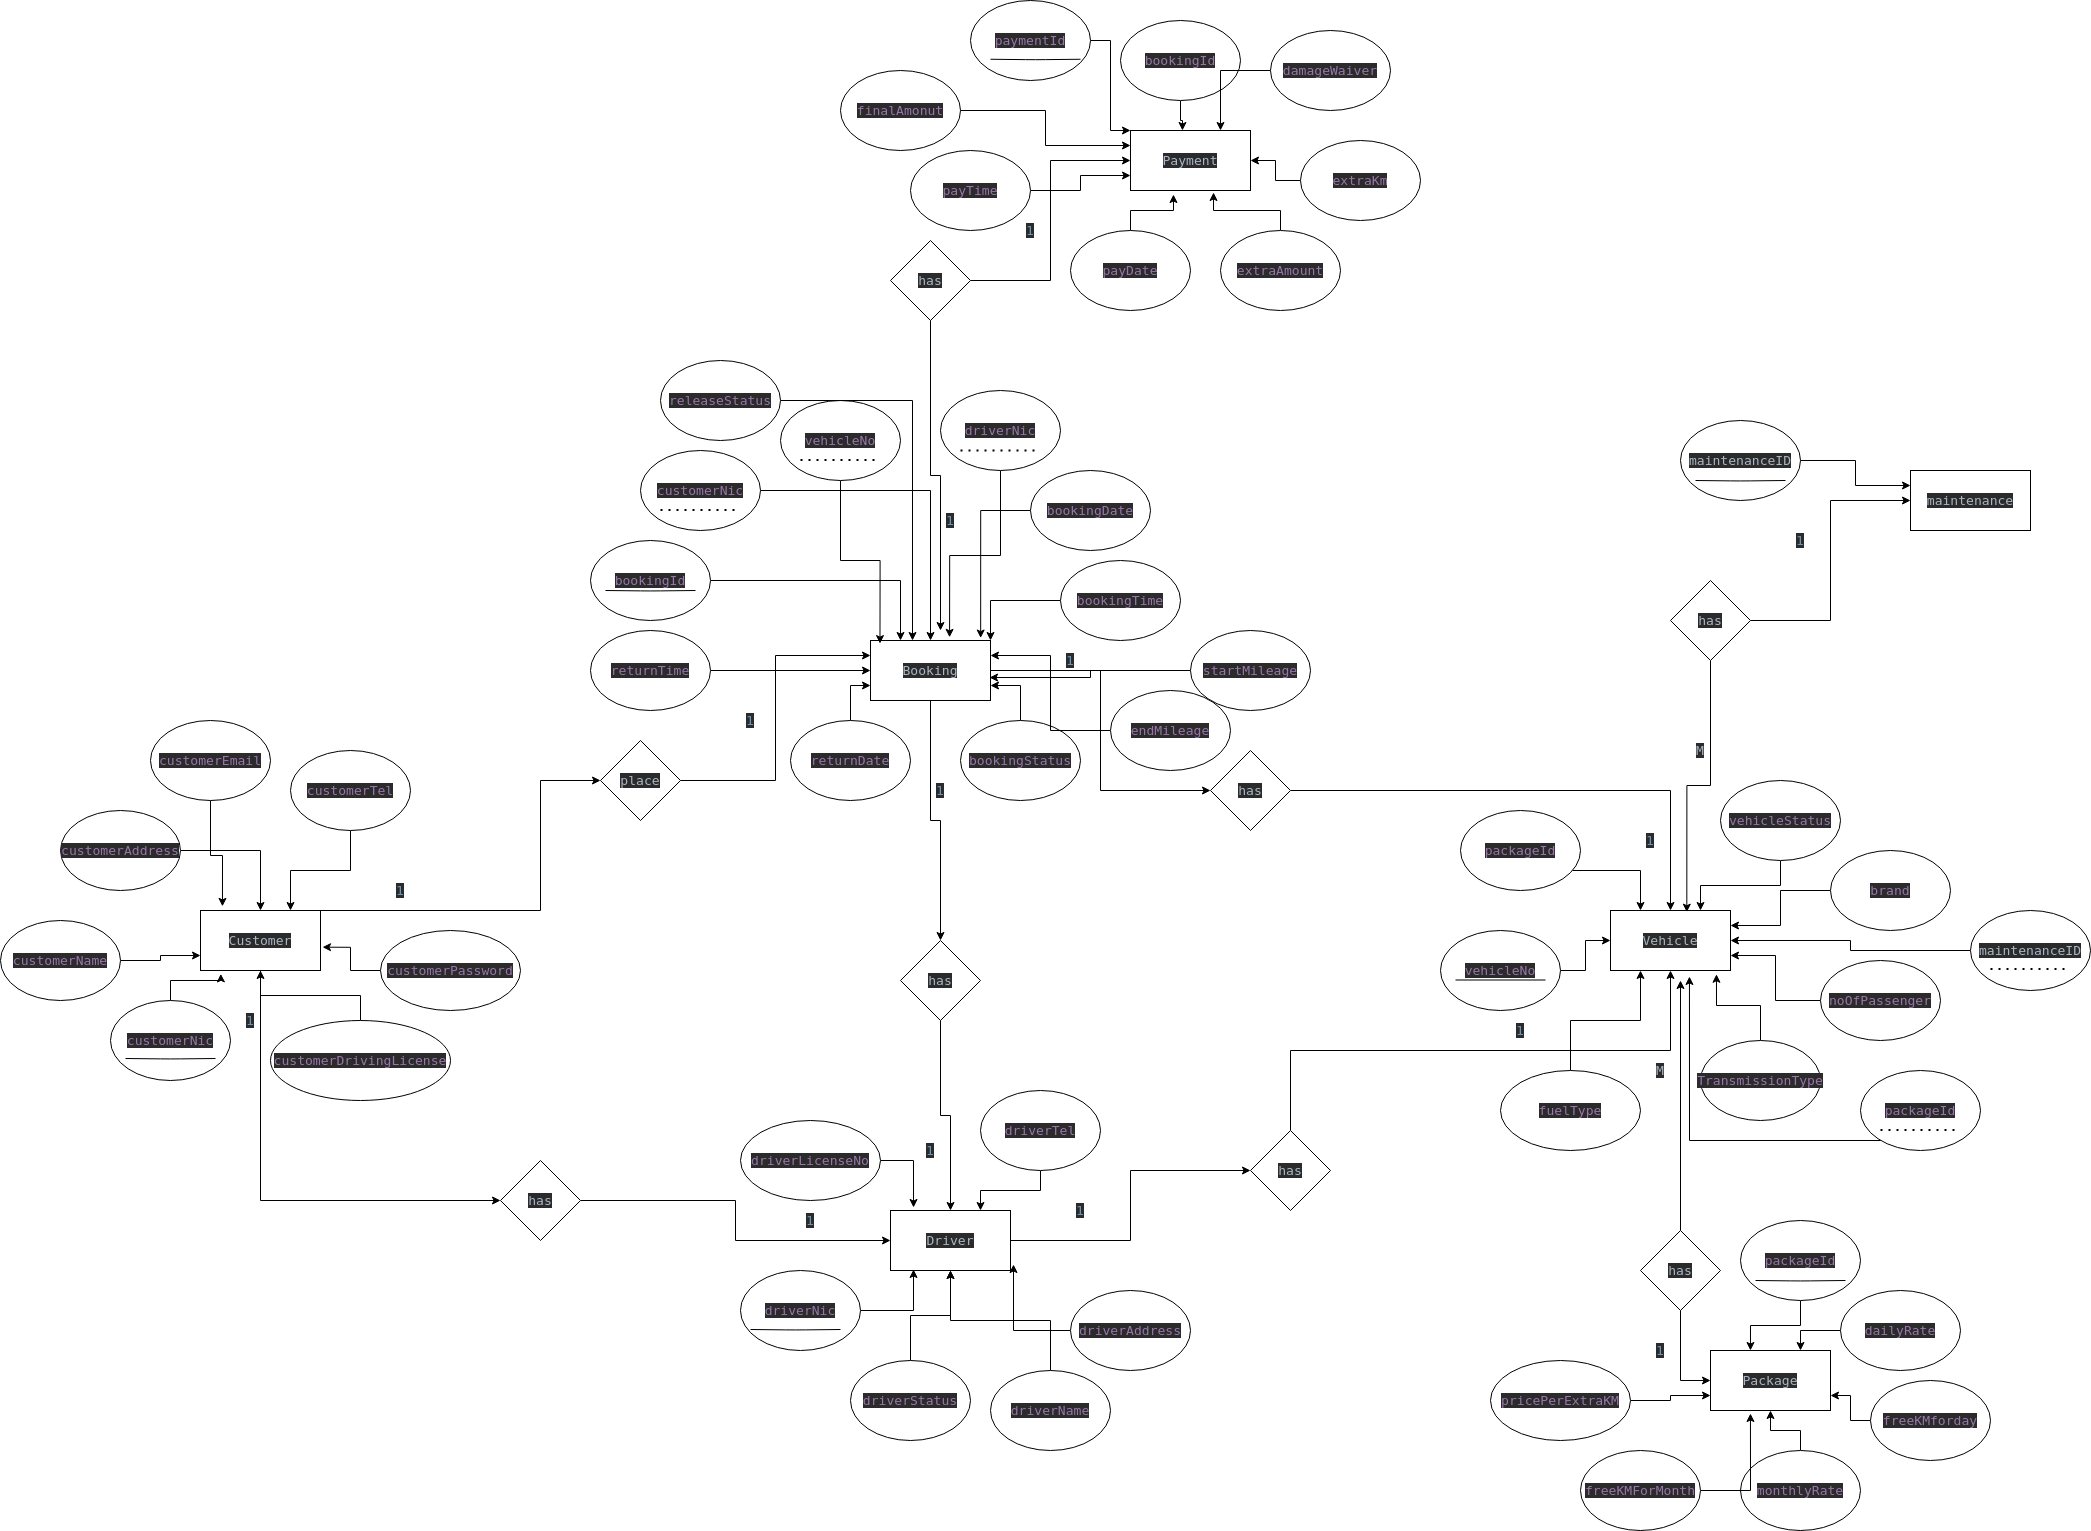 paymentId
bookingId
damageWaiver
finalAmonut
Payment
extraKm
payTime
1
payDate
extraAmount
has
releaseStatus
vehicleNo
driverNic
customerNic
bookingDate
1
bookingId
bookingTime
maintenanceID
maintenance
1
has
returnTime
Booking
1
startMileage
1
returnDate
bookingStatus
endMileage
place
1
has
M
customerEmail
customerTel
customerAddress
1
Customer
customerName
customerPassword
customerNic
1
customerDrivingLicense
packageId
1
vehicleStatus
brand
Vehicle
maintenanceID
vehicleNo
noOfPassenger
1
M
fuelType
TransmissionType
packageId
has
driverLicenseNo
1
driverTel
has
has
1
Driver
1
driverNic
driverAddress
driverStatus
driverName
has
packageId
1
dailyRate
Package
pricePerExtraKM
freeKMforday
freeKMForMonth
monthlyRate